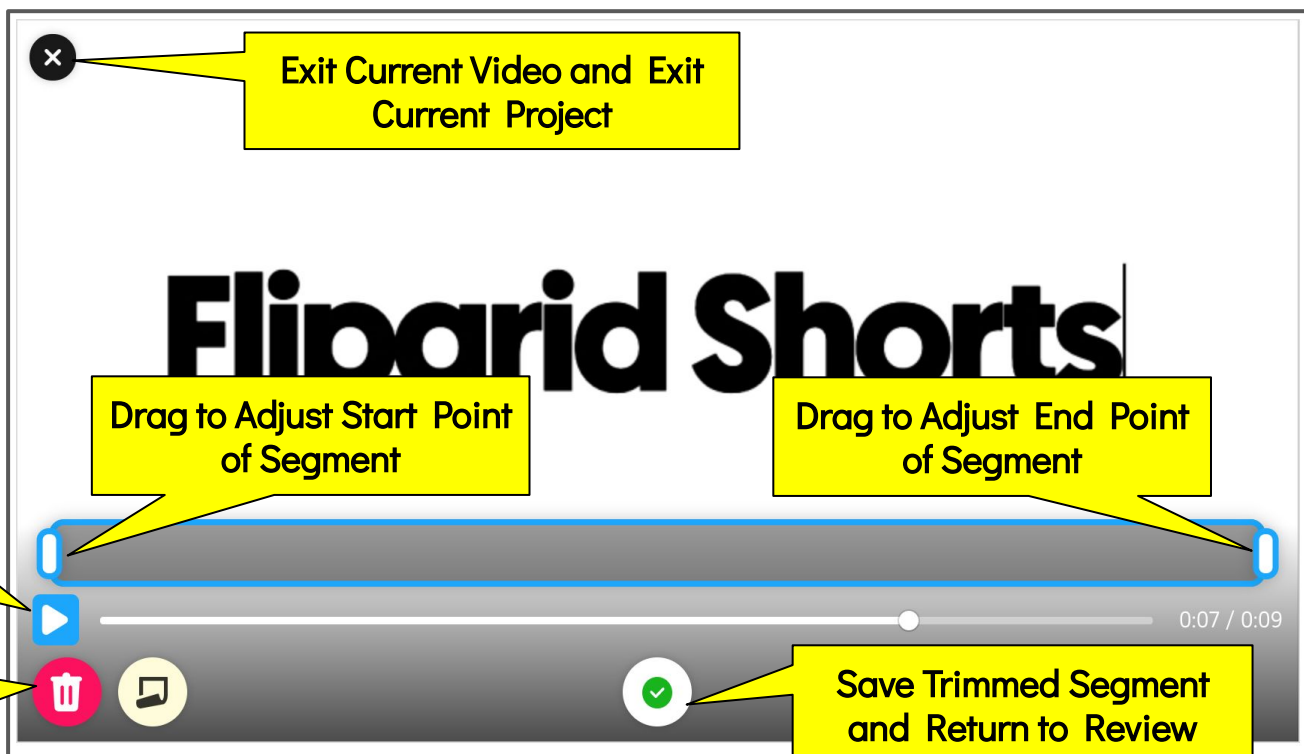 Exit Current Video and Exit
Current Project
Flipgrid Shorts
Drag to Adjust Start Point
of Segment
Drag to Adjust End Point
of Segment
0:07 / 0:09
Save Trimmed Segment
and Return to Review